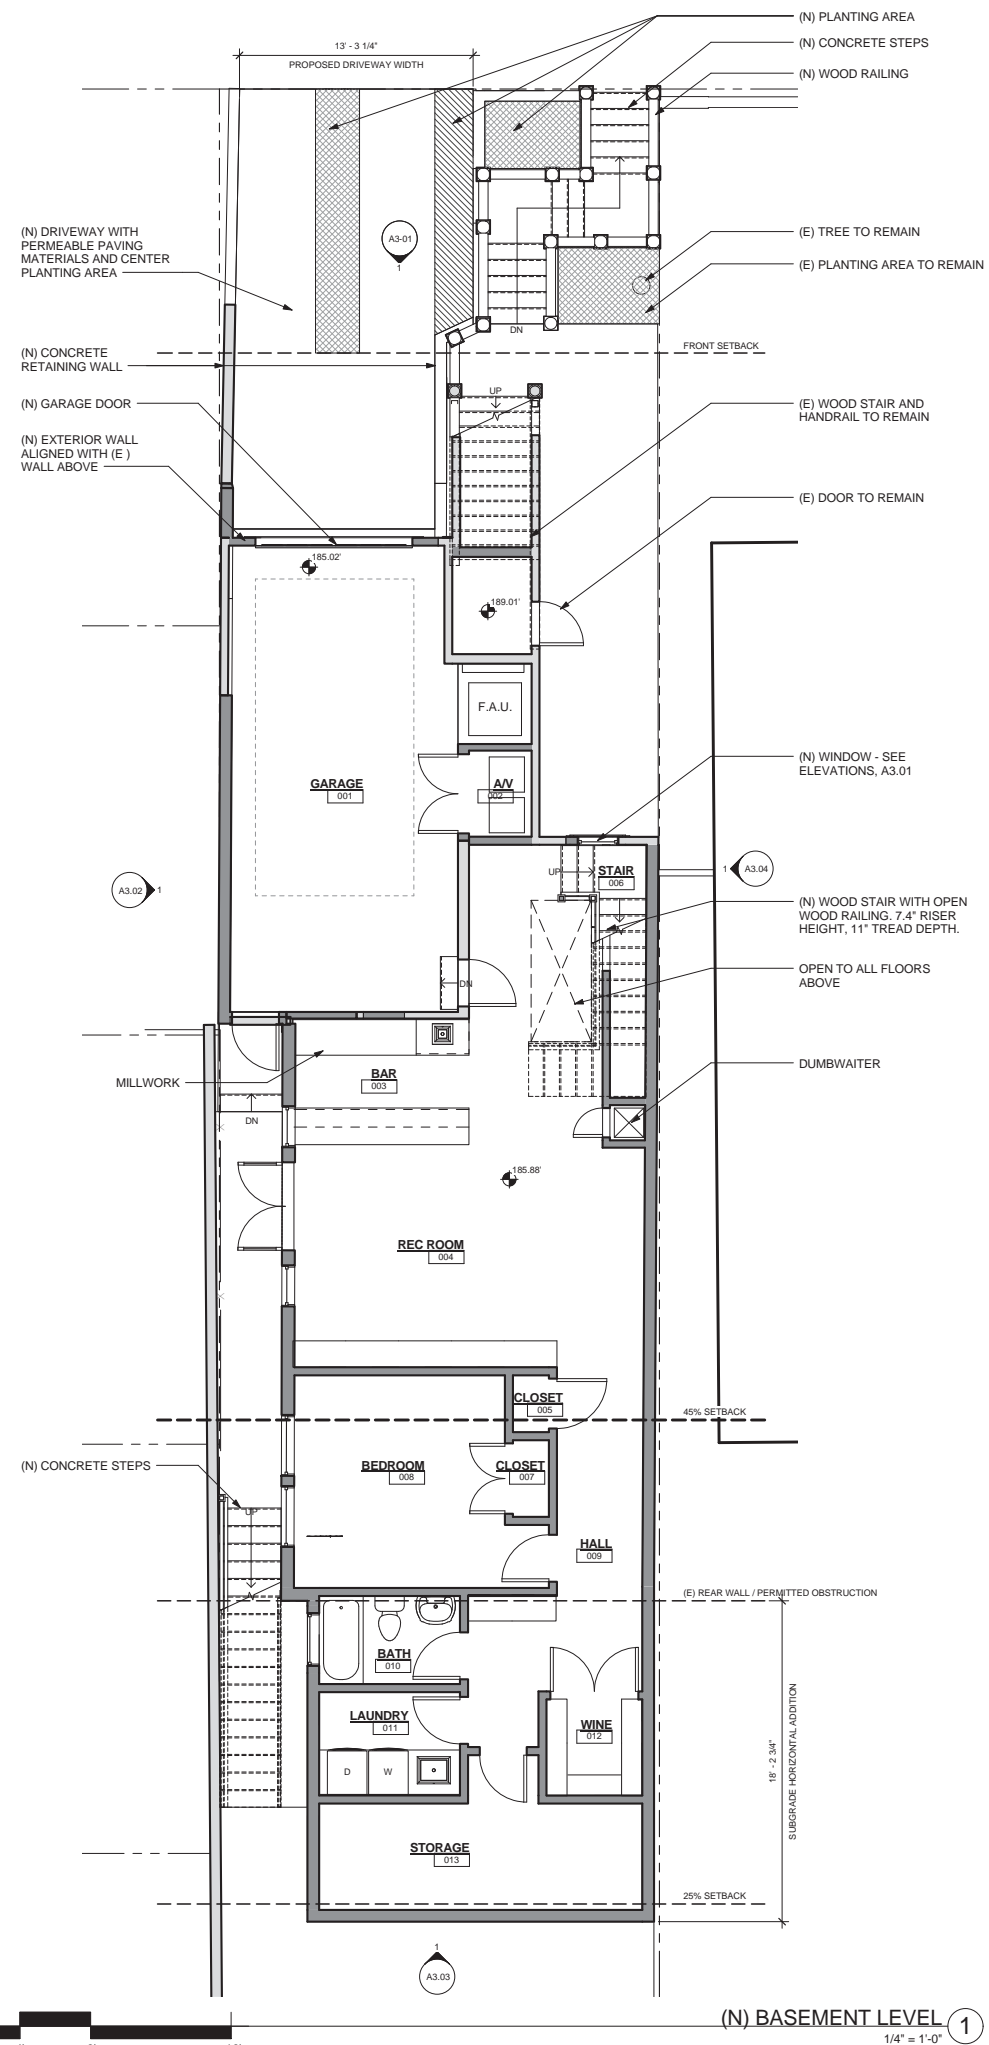 (N) PLANTING AREA
(N) CONCRETE STEPS
(N) WOOD RAILING
13' - 3 1/4"
PROPOSED DRIVEWAY WIDTH
(N) DRIVEWAY WITH
PERMEABLE PAVING
MATERIALS AND CENTER
PLANTING AREA
A3-01
1
(E) TREE TO REMAIN
(E) PLANTING AREA TO REMAIN
DN
FRONT SETBACK
(N) CONCRETE
RETAINING WALL
(N) GARAGE DOOR
(N) EXTERIOR WALL
ALIGNED WITH (E )
WALL ABOVE
UP
(E) WOOD STAIR AND
HANDRAIL TO REMAIN
(E) DOOR TO REMAIN
185.02'
189.01'
F.A.U.
GARAGE
001
A/V
002
(N) WINDOW - SEE
ELEVATIONS, A3.01
UP
STAIR
006
1
A3.04
A3.02
1
(N) WOOD STAIR WITH OPEN
WOOD RAILING. 7.4" RISER
HEIGHT, 11" TREAD DEPTH.
OPEN TO ALL FLOORS
ABOVE
DN
DUMBWAITER
MILLWORK
BAR
003
DN
185.88'
REC ROOM
004
CLOSET
005
45% SETBACK
BEDROOM
008
CLOSET
007
(N) CONCRETE STEPS
UP
HALL
009
(E) REAR WALL / PERMITTED OBSTRUCTION
BATH
010
LAUNDRY
011
D
W
WINE
012
18' - 2 3/4"
SUBGRADE HORIZONTAL ADDITION
STORAGE
013
25% SETBACK
1
A3.03
(N) BASEMENT LEVEL
1
1/4" = 1'-0"